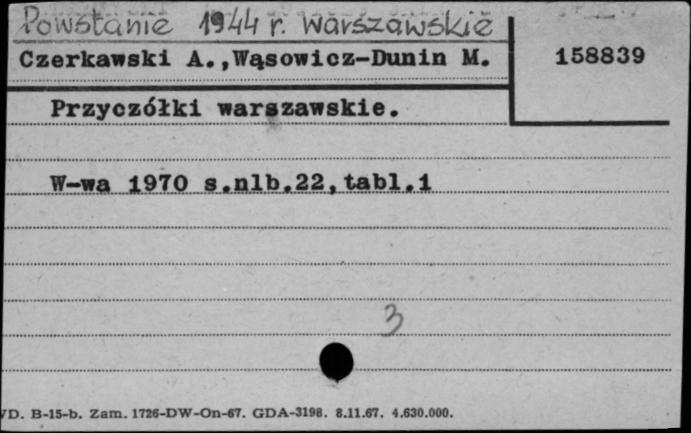 Powstanie 1944 r. warszawskie
Czerkawski A.,Wąsowicz-Dunin M.
158839
Przyczółki warszawskie.
W-wa 1970 s.nlb.22,tabl.1
3
VD. B-15-b. Zam. 1726-DW-On-67. GDA-3198. 8.11.67. 4.630.000.